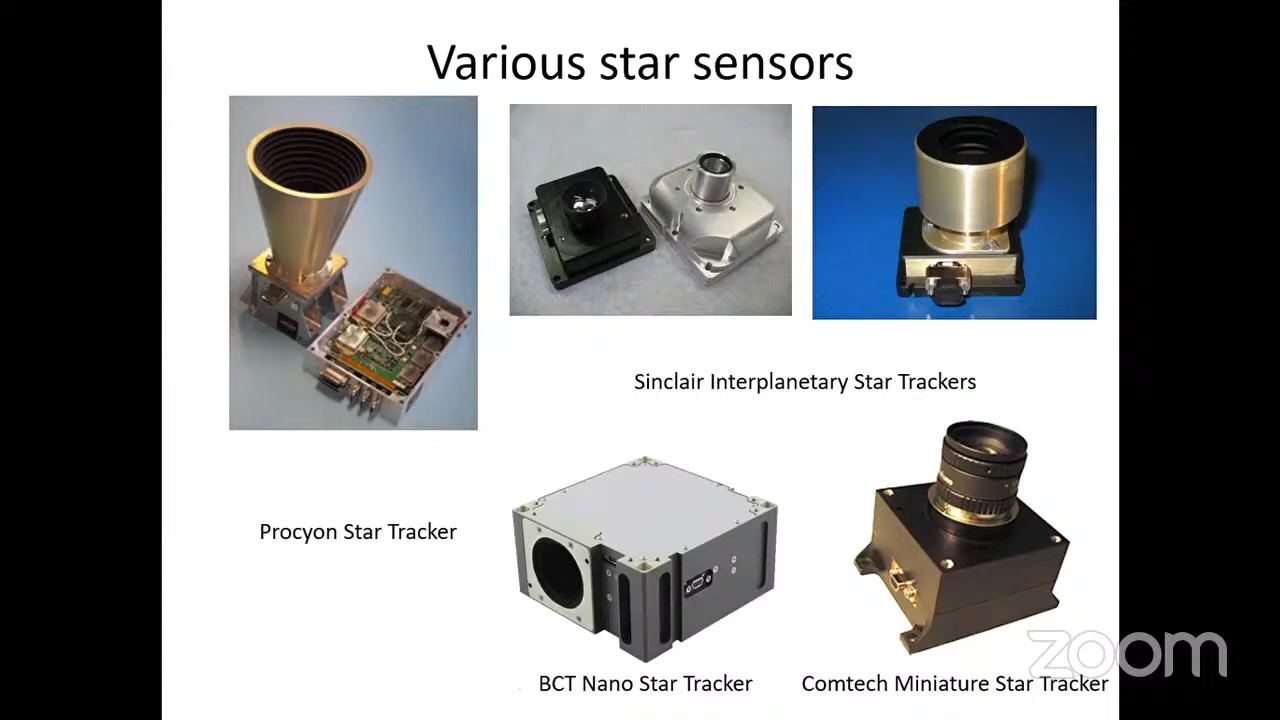 Various star sensors
Sinclair Interplanetary Star Trackers
Procyon Star Tracker
BCT Nano Star Tracker
Comtech Miniature Star Tracker
zoom